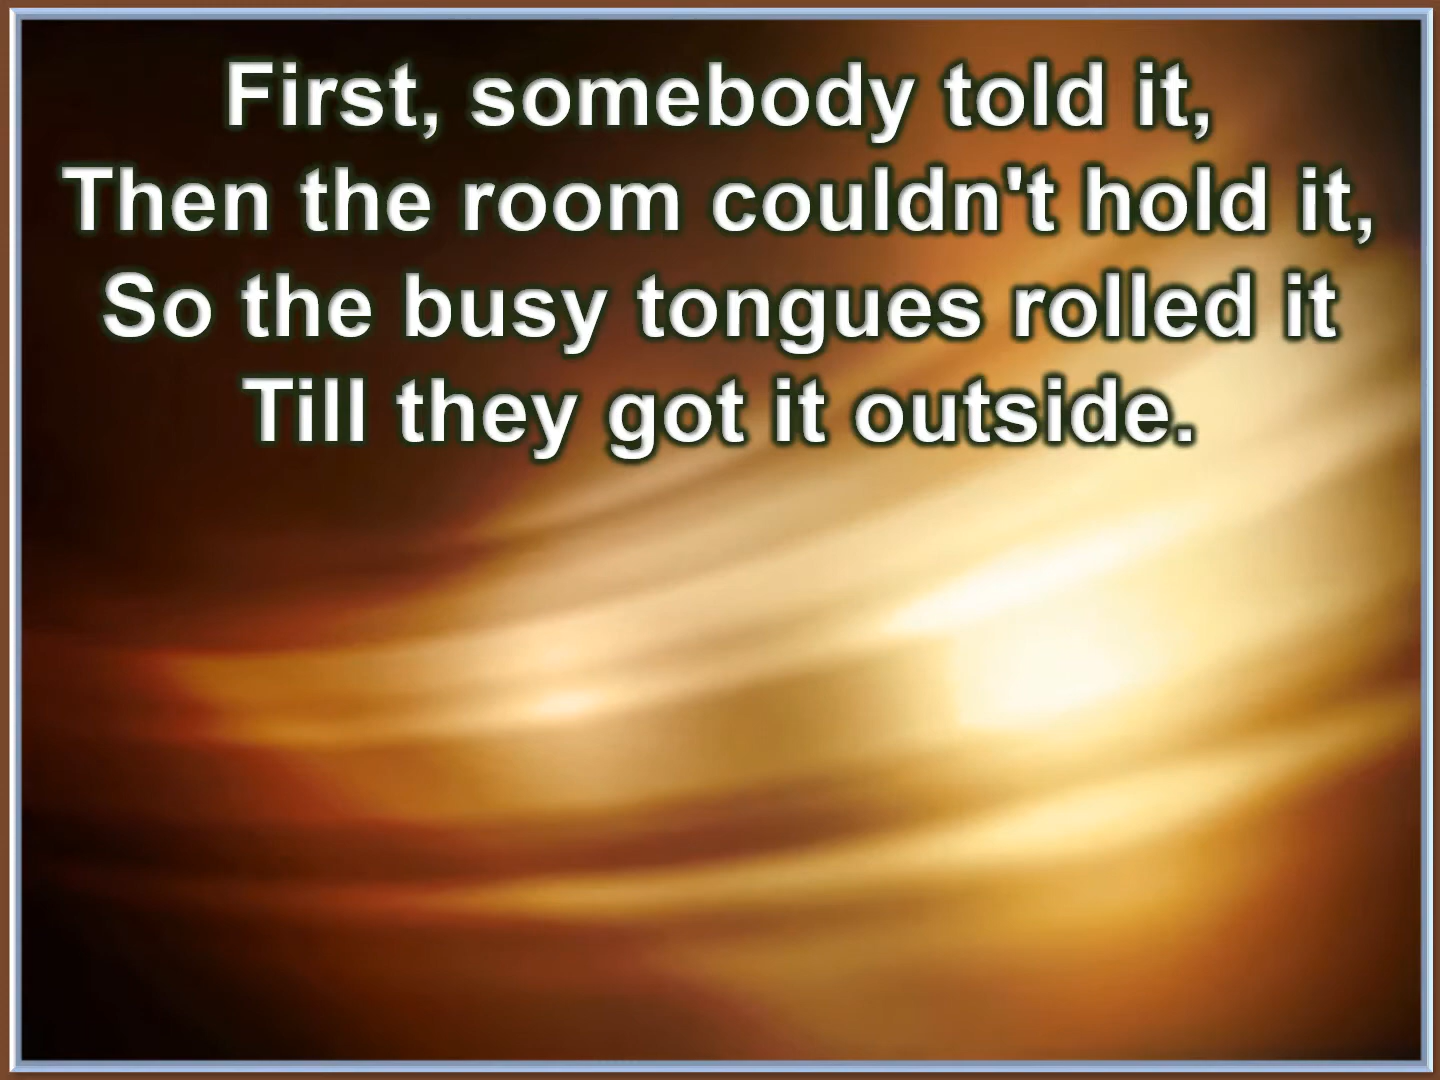 First, somebody told it,
Then the room couldn't hold it,
So the busy tongues rolled it
Till they got it outside.